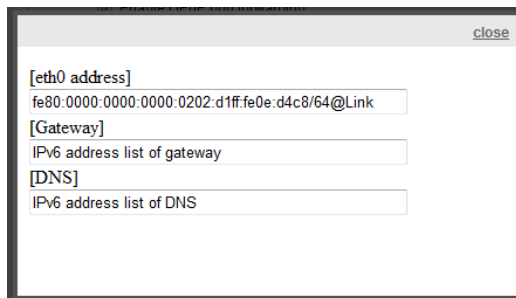 close
[eth0 address]
fe80:0000:0000:0000:0202:d1ff:fe0e:d4c8/64@Link
[Gateway]
IPv6 address list of gateway
[DNS]
IPv6 address list of DNS